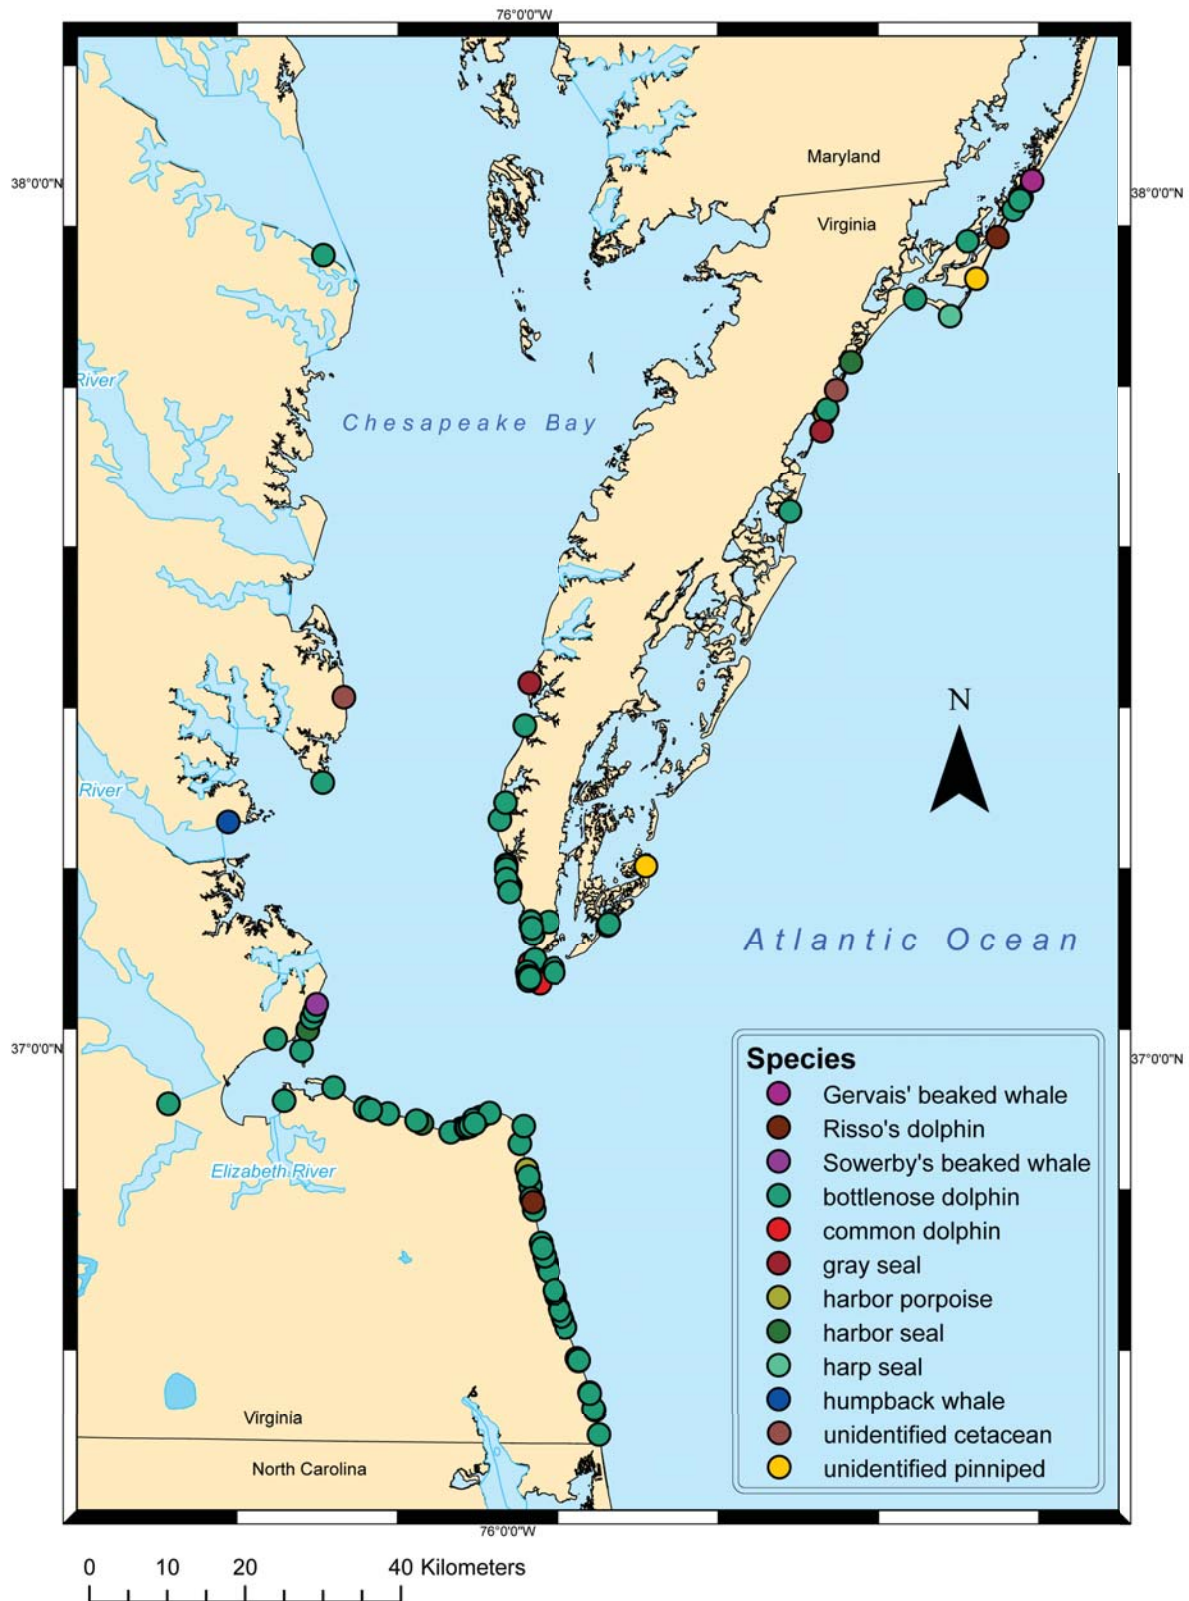 76°0'0"W
Maryland
38°0'0"N
38°0'0"N
Virginia
River
Chesapeake Bay
N
River
Atlantic Ocean
37°0'0"N
37°0'0"N
Species
Gervais' beaked whale
Risso's dolphin
Sowerby's beaked whale
Elizabeth River
bottlenose dolphin
common dolphin
gray seal
harbor porpoise
harbor seal
harp seal
humpback whale
Virginia
unidentified cetacean
North Carolina
unidentified pinniped
76°0'0"W
0 10 20 40 Kilometers